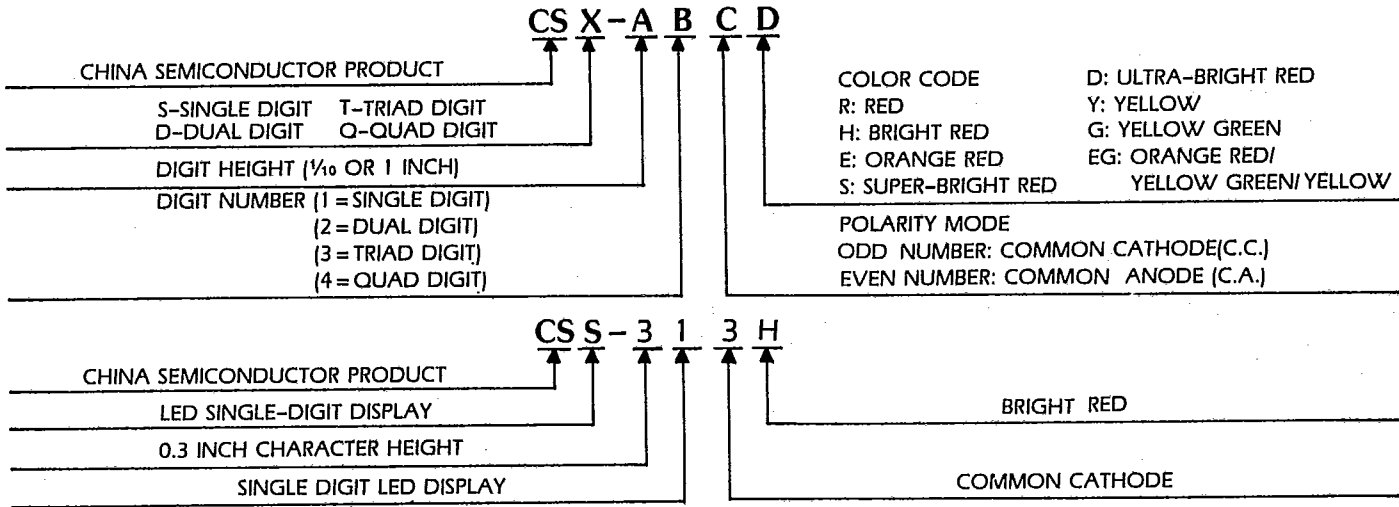 CS X-A B C D
CHINA SEMICONDUCTOR PRODUCT
S-SINGLE DIGIT T-TRIAD DIGIT
D-DUAL DIGIT Q-QUAD DIGIT
DIGIT HEIGHT (1/10 OR 1 INCH)
DIGIT NUMBER (1 = SINGLE DIGIT)
(2 = DUAL DIGIT)
(3 = TRIAD DIGIT)
(4 = QUAD DIGIT)
COLOR CODE
R: RED
H: BRIGHT RED
E: ORANGE RED
S: SUPER-BRIGHT RED
D: ULTRA-BRIGHT RED
Y: YELLOW
G: YELLOW GREEN
EG: ORANGE RED/
YELLOW GREEN/YELLOW
POLARITY MODE
ODD NUMBER: COMMON CATHODE(C.C.)
EVEN NUMBER: COMMON ANODE (C.A.)
CS S-3 1 3 H
CHINA SEMICONDUCTOR PRODUCT
LED SINGLE-DIGIT DISPLAY
0.3 INCH CHARACTER HEIGHT
SINGLE DIGIT LED DISPLAY
BRIGHT RED
COMMON CATHODE